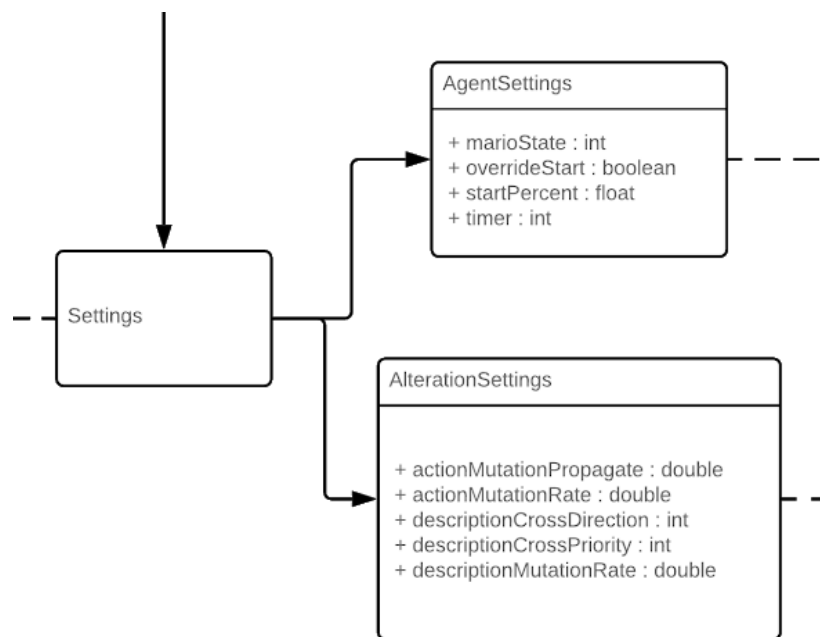 AgentSettings
+ marioState : int
+ overrideStart : boolean
+ startPercent : float
+ timer : int
Settings
AlterationSettings
+ actionMutationPropagate : double
+ actionMutationRate : double
+ descriptionCrossDirection : int
+ descriptionCrossPriority : int
+ descriptionMutationRate : double